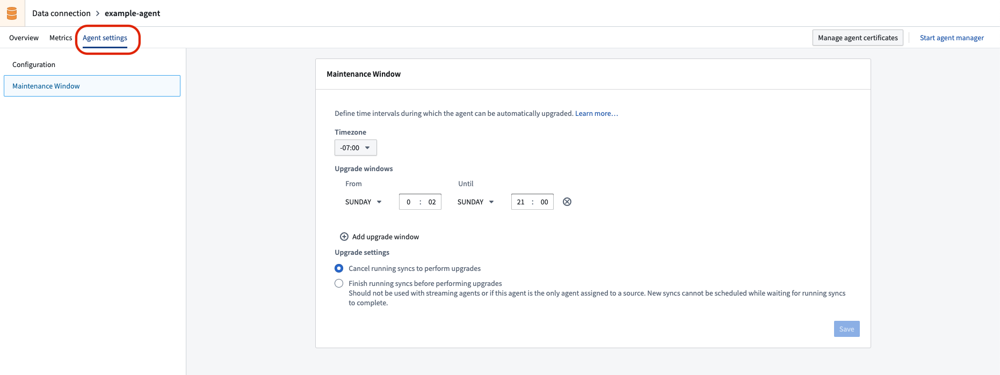 Data connection > example-agent
Overview Metrics Agent settings Manage agent certificates Start agent manager
Configuration
Maintenance Window
Maintenance Window
Define time intervals during which the agent can be automatically upgraded. Learn more…
Timezone
-07:00
Upgrade windows
From Until
SUNDAY 0 : 02 SUNDAY 21 : 00
Add upgrade window
Upgrade settings
Cancel running syncs to perform upgrades
Finish running syncs before performing upgrades
Should not be used with streaming agents or if this agent is the only agent assigned to a source. New syncs cannot be scheduled while waiting for running syncs
to complete.
Save